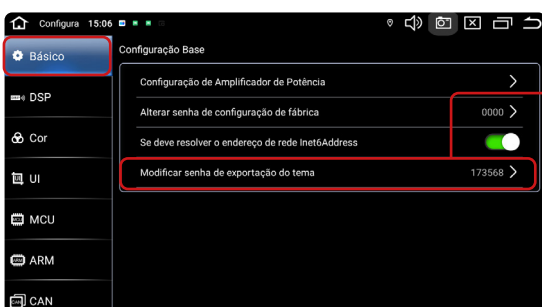 Configura 15:06
Básico
DSP
Cor
UI
MCU
ARM
CAN
Configuração Base
Configuração de Amplificador de Potência
Alterar senha de configuração de fábrica 0000
Se deve resolver o endereço de rede Inet6Address
Modificar senha de exportação do tema 173568